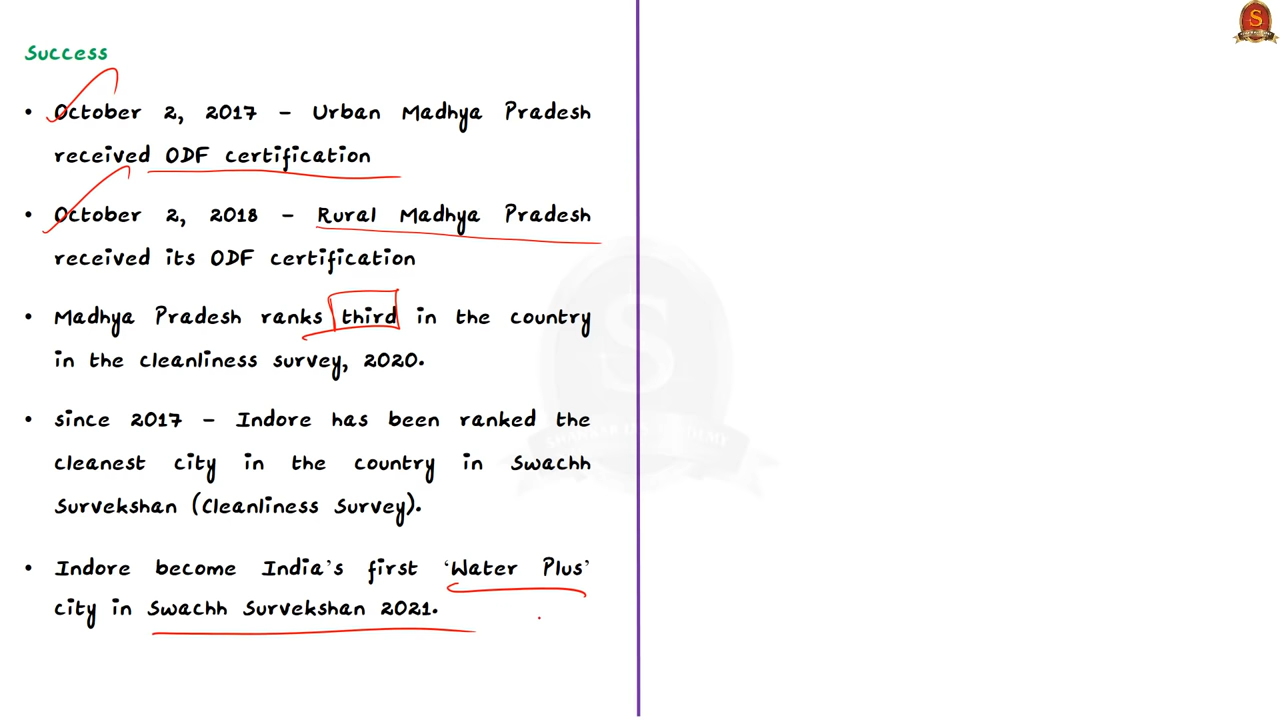 Success
• October 2, 2017 – Urban Madhya Pradesh
received ODF certification
• October 2, 2018 – Rural Madhya Pradesh
received its ODF certification
• Madhya Pradesh ranks third in the country
in the cleanliness survey, 2020.
• since 2017 – Indore has been ranked the
cleanest city in the country in Swachh
Survekshan (Cleanliness Survey).
• Indore become India's first ‘Water Plus’
city in Swachh Survekshan 2021.
S
SHANKAR IAS ACADEMY